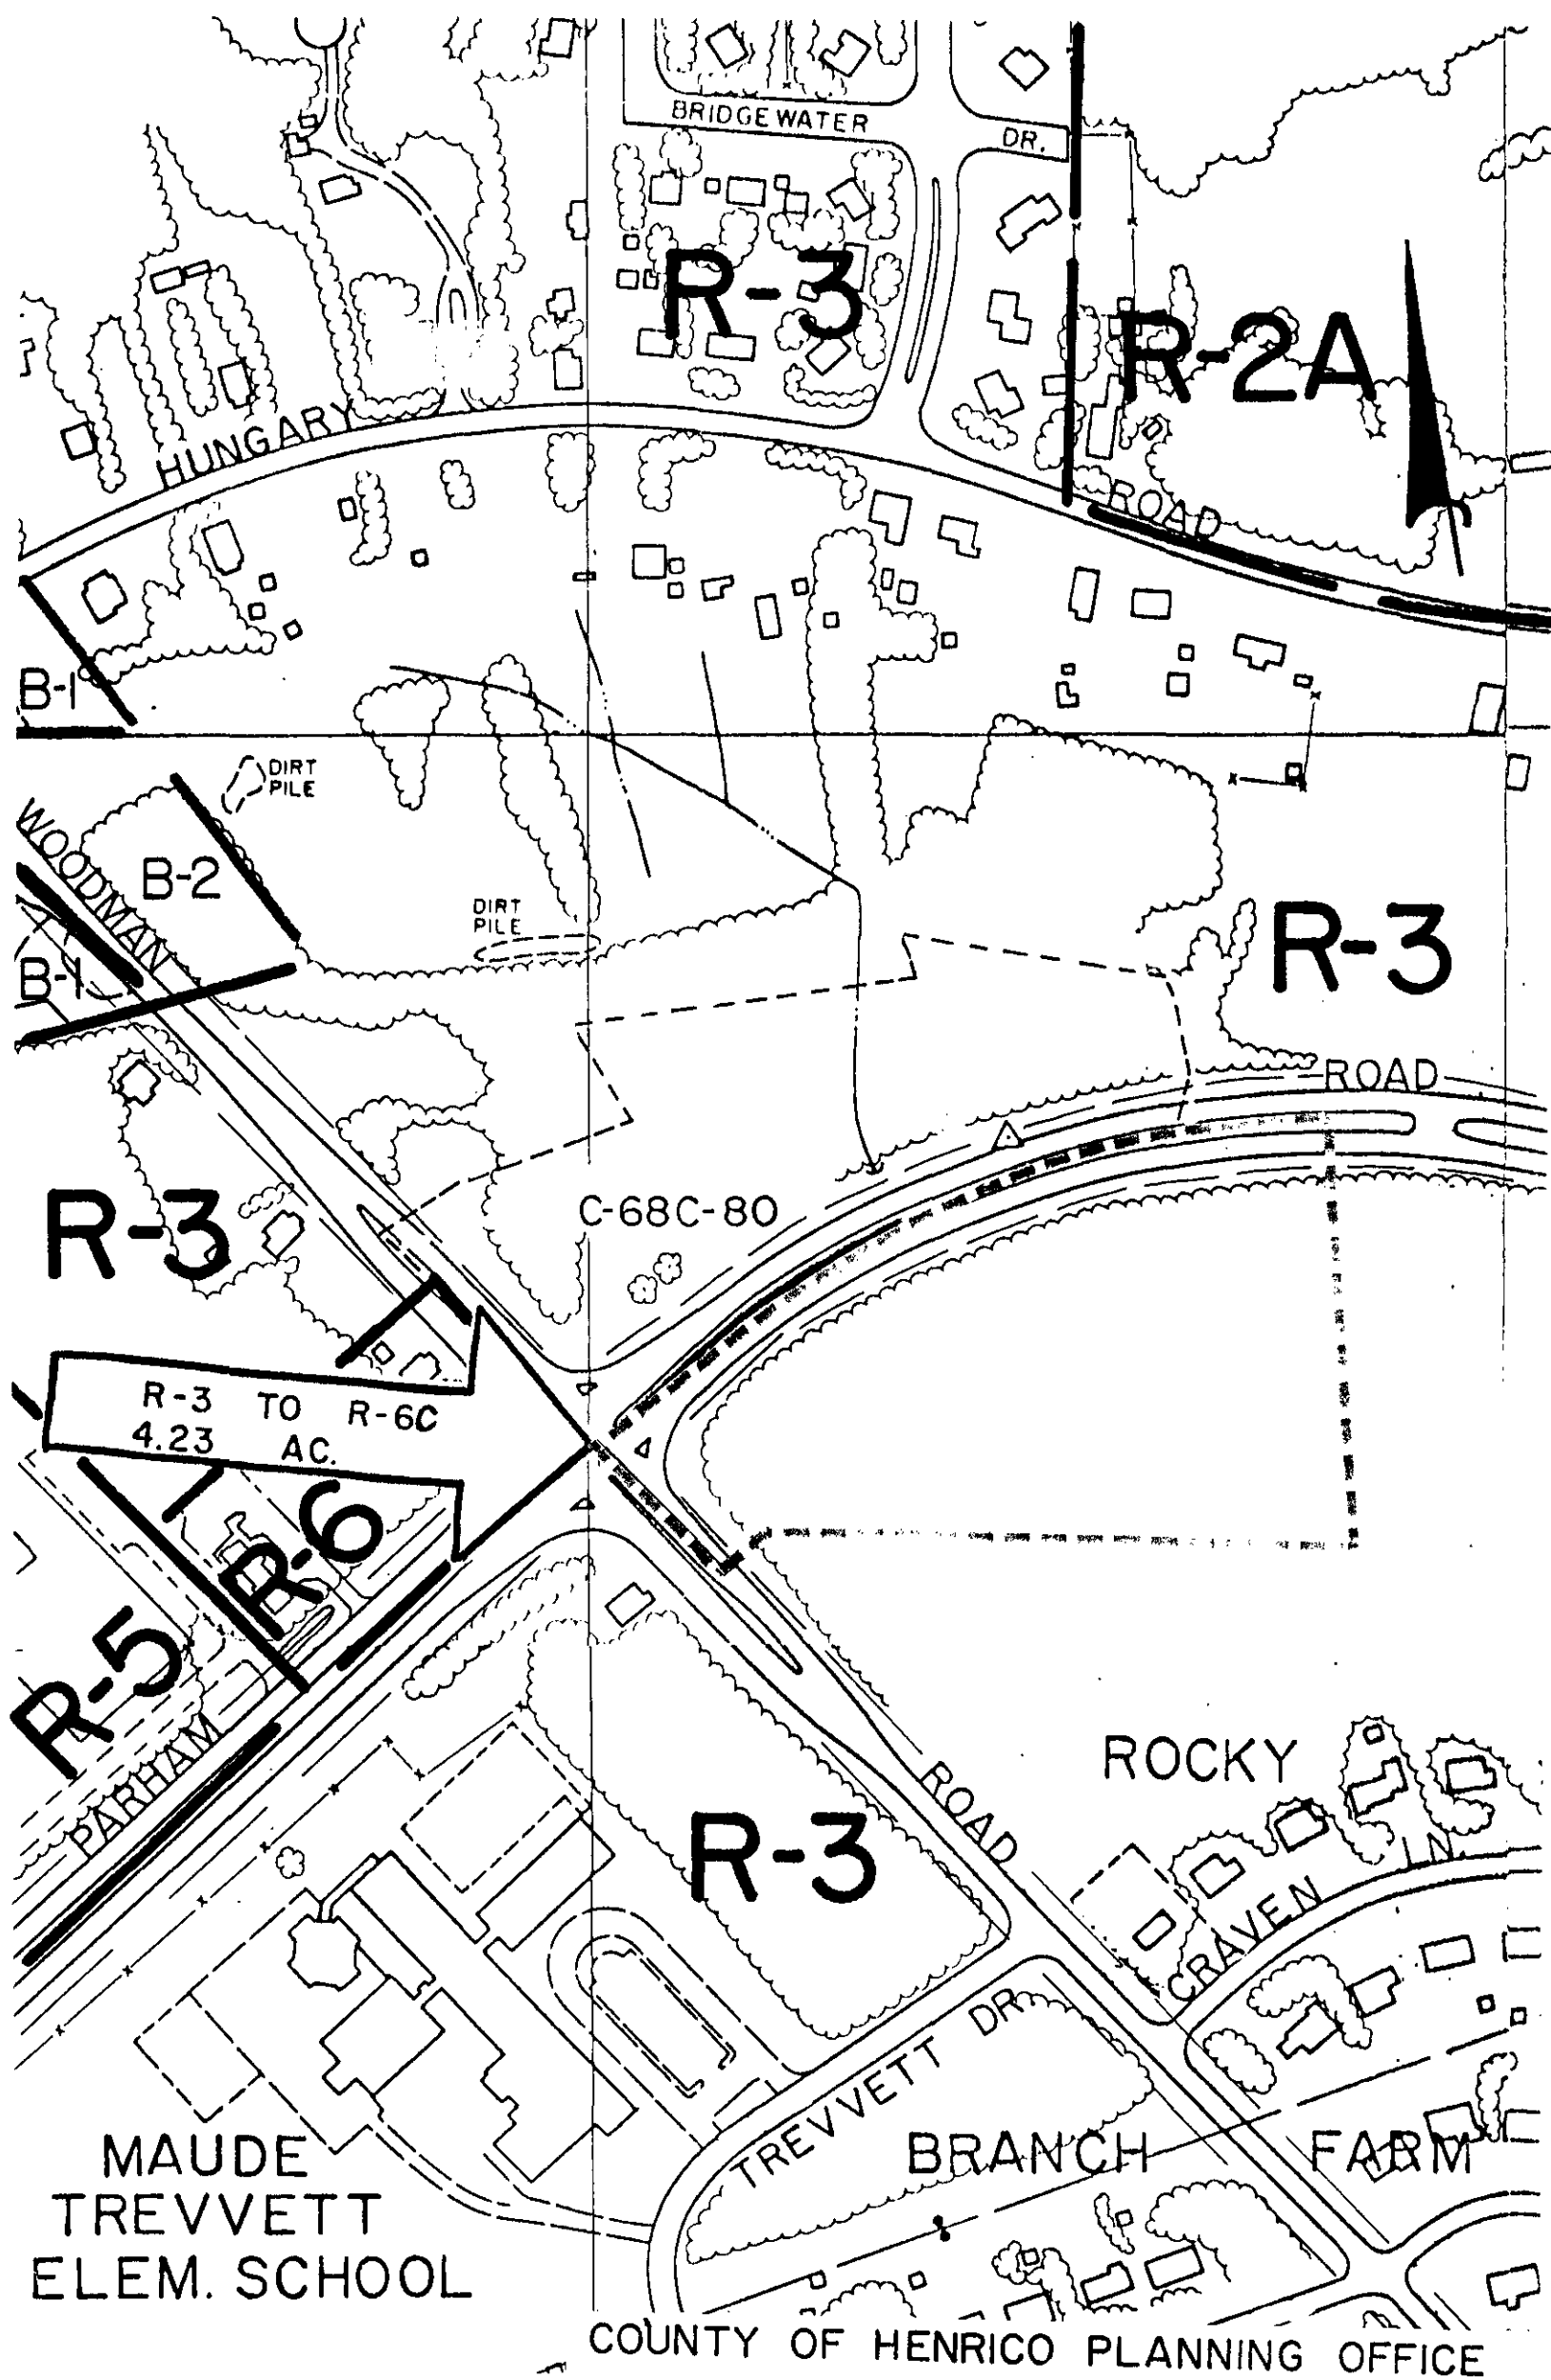 BRIDGEWATER DR.
R-3
R-2A
HUNGARY ROAD
B-1
DIRT
PILE
WOODMAN
B-2
DIRT
PILE
B-1
R-3
ROAD
R-3
C-68C-80
R-3 TO R-6C
4.23 AC.
R-6
R-5
PARHAM
ROAD
ROCKY
R-3
CRAVEN LN.
TREVVETT DR.
BRANCH FARM
MAUDE
TREVVETT
ELEM. SCHOOL
COUNTY OF HENRICO PLANNING OFFICE